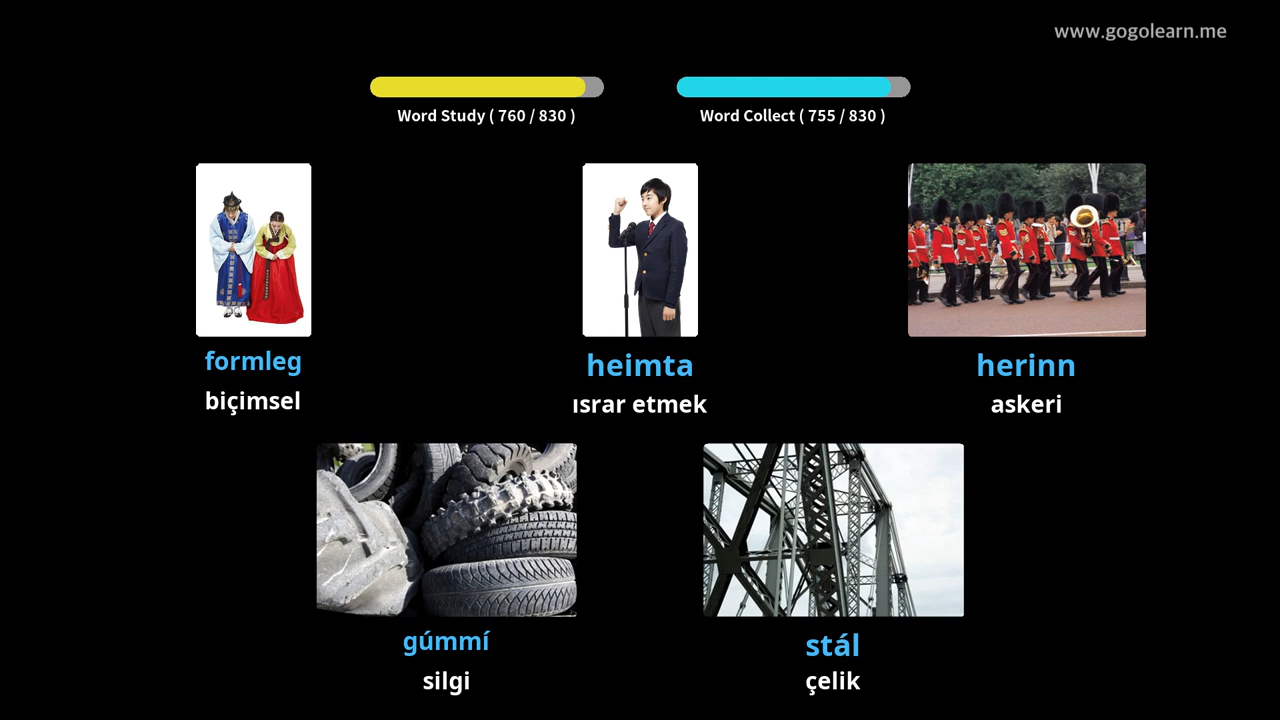 www.gogolearn.me
Word Study ( 760 / 830 )
Word Collect ( 755 / 830 )
formleg
biçimsel
heimta
ısrar etmek
herinn
askeri
gúmmí
silgi
stál
çelik